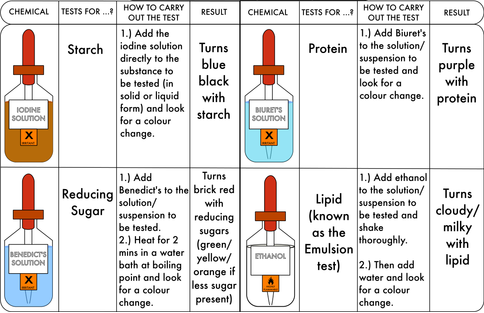 CHEMICAL
TESTS FOR ...?
HOW TO CARRY
OUT THE TEST
RESULT
CHEMICAL
TESTS FOR ...?
HOW TO CARRY
OUT THE TEST
RESULT
IODINE
SOLUTION
Starch
1.) Add the
iodine solution
directly to the
substance to
be tested (in
solid or liquid
form) and look
for a colour
change.
Turns
blue
black
with
starch
BIURET'S
SOLUTION
Protein
1.) Add Biuret's
to the solution/
suspension to
be tested and
look for a
colour change.
Turns
purple
with
protein
BENEDICT'S
SOLUTION
Reducing
Sugar
1.) Add
Benedict's to the
solution/
suspension to
be tested.
2.) Heat for 2
mins in a water
bath at boiling
point and look
for a colour
change.
Turns
brick red
with
reducing
sugars
(green/
yellow/
orange if
less sugar
present)
ETHANOL
Lipid
(known
as the
Emulsion
test)
1.) Add ethanol
to the solution/
suspension to
be tested and
shake
thoroughly.
2.) Then add
water and look
for a colour
change.
Turns
cloudy/
milky
with
lipid